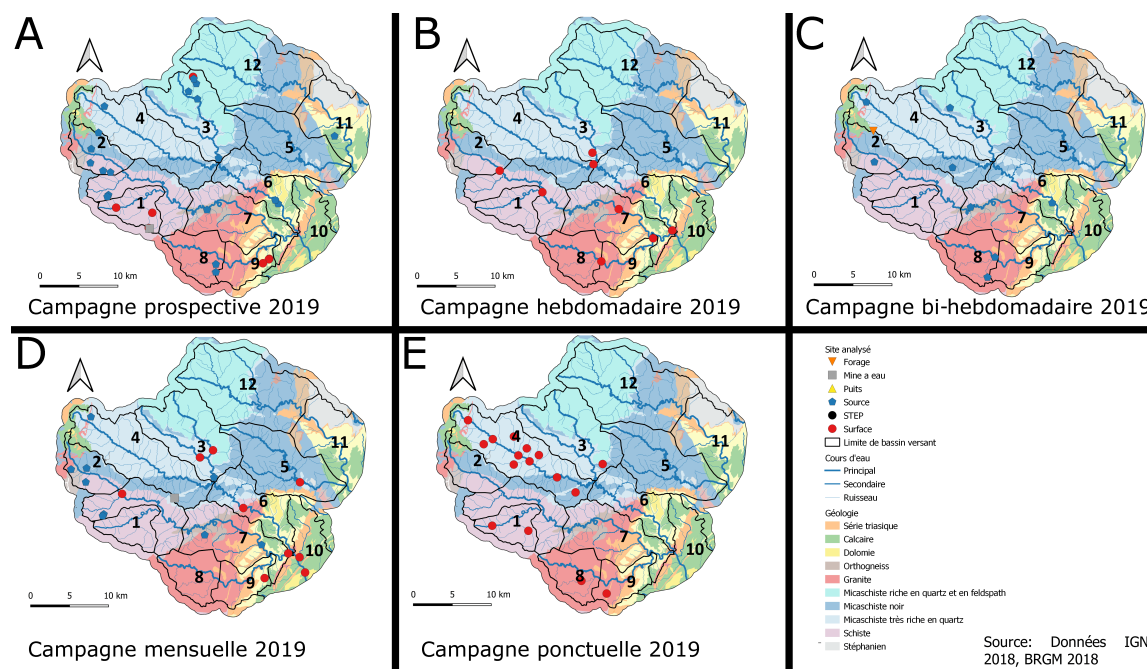 A
12
4
3
2
5
11
6
1
7
10
8
9
0 5 10 km
Campagne prospective 2019
B
12
4
3
2
5
11
6
1
7
10
8
9
0 5 10 km
Campagne hebdomadaire 2019
C
12
4
3
2
5
11
6
1
7
10
8
9
0 5 10 km
Campagne bi-hebdomadaire 2019
D
12
4
3
2
5
11
6
1
7
10
8
9
0 5 10 km
Campagne mensuelle 2019
E
12
4
3
2
5
11
6
1
7
10
8
9
0 5 10 km
Campagne ponctuelle 2019
Site analysé
Forage
Mine a eau
Puits
Source
STEP
Surface
Limite de bassin versant
Cours d'eau
Principal
Secondaire
Ruisseau
Géologie
Série triasique
Calcaire
Dolomie
Orthogneiss
Granite
Micaschiste riche en quartz et en feldspath
Micaschiste noir
Micaschiste très riche en quartz
Schiste
Stéphanien
Source: Données IGN
2018, BRGM 2018